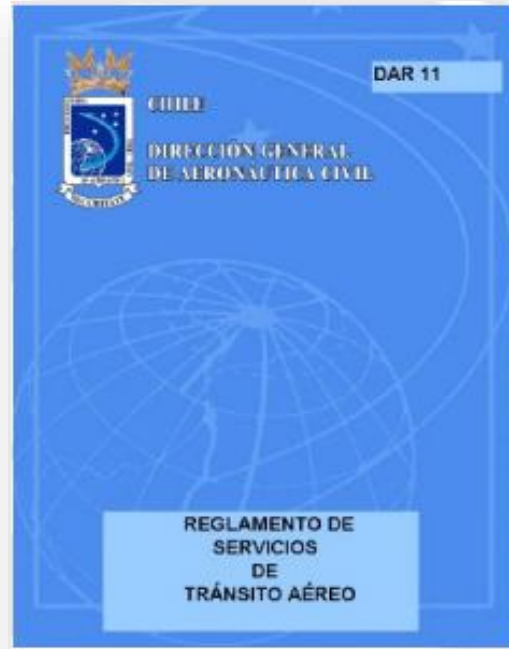 DAR 11
CHILE
DIRECCIÓN GENERAL
DE AERONÁUTICA CIVIL
REGLAMENTO DE
SERVICIOS
DE
TRÁNSITO AÉREO